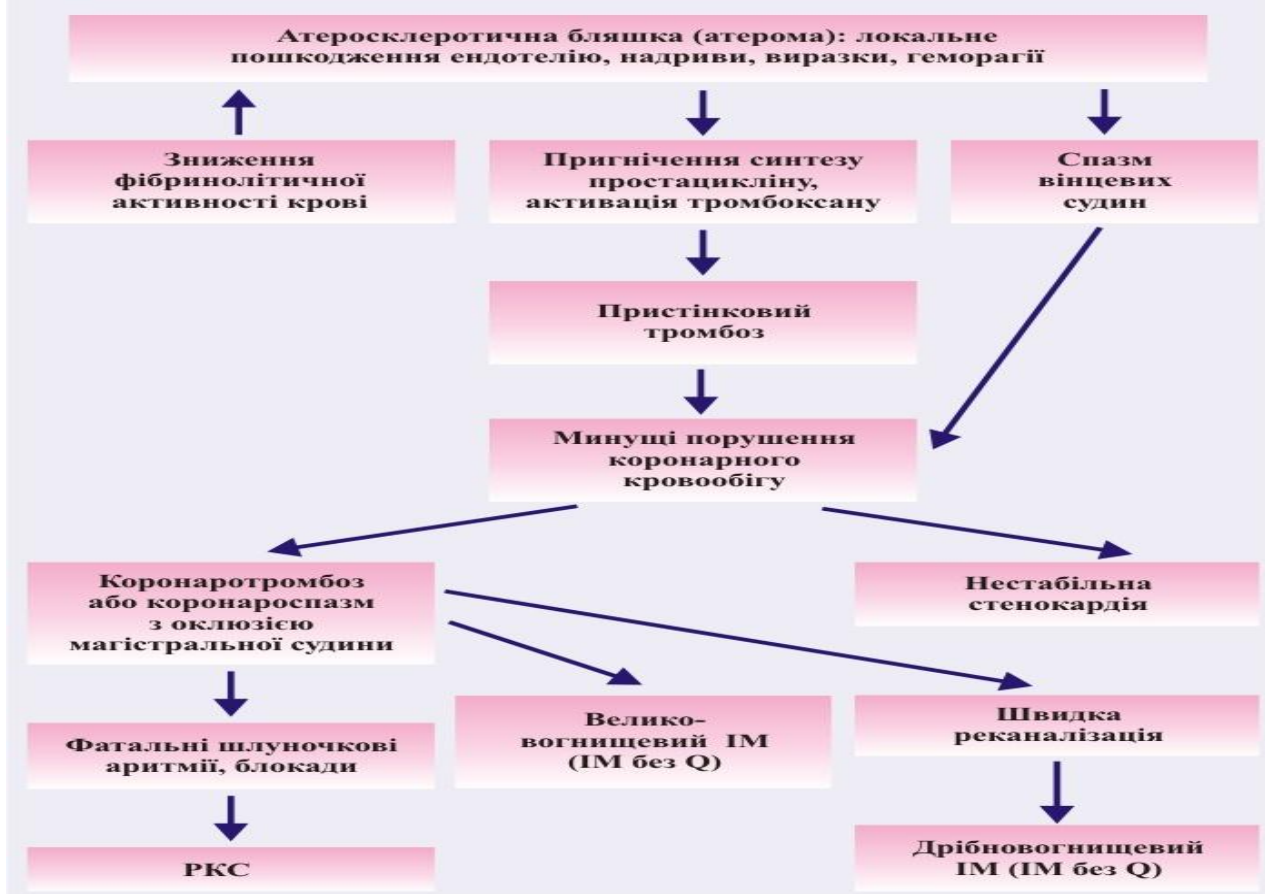 Атеросклеротична бляшка (атерома): локальне
пошкодження ендотелію, надриви, виразки, геморагії
Зниження
фібринолітичної
активності крові
Пригнічення синтезу
простацикліну,
активація тромбоксану
Спазм
вінцевих
судин
Пристінковий
тромбоз
Минущі порушення
коронарного
кровообігу
Коронаротромбоз
або коронароспазм
з оклюзією
магістральної судини
Нестабільна
стенокардія
Фатальні шлуночкові
аритмії, блокади
Велико-
вогнищевий ІМ
(ІМ без Q)
Швидка
реканалізація
РКС
Дрібновогнищевий
ІМ (ІМ без Q)